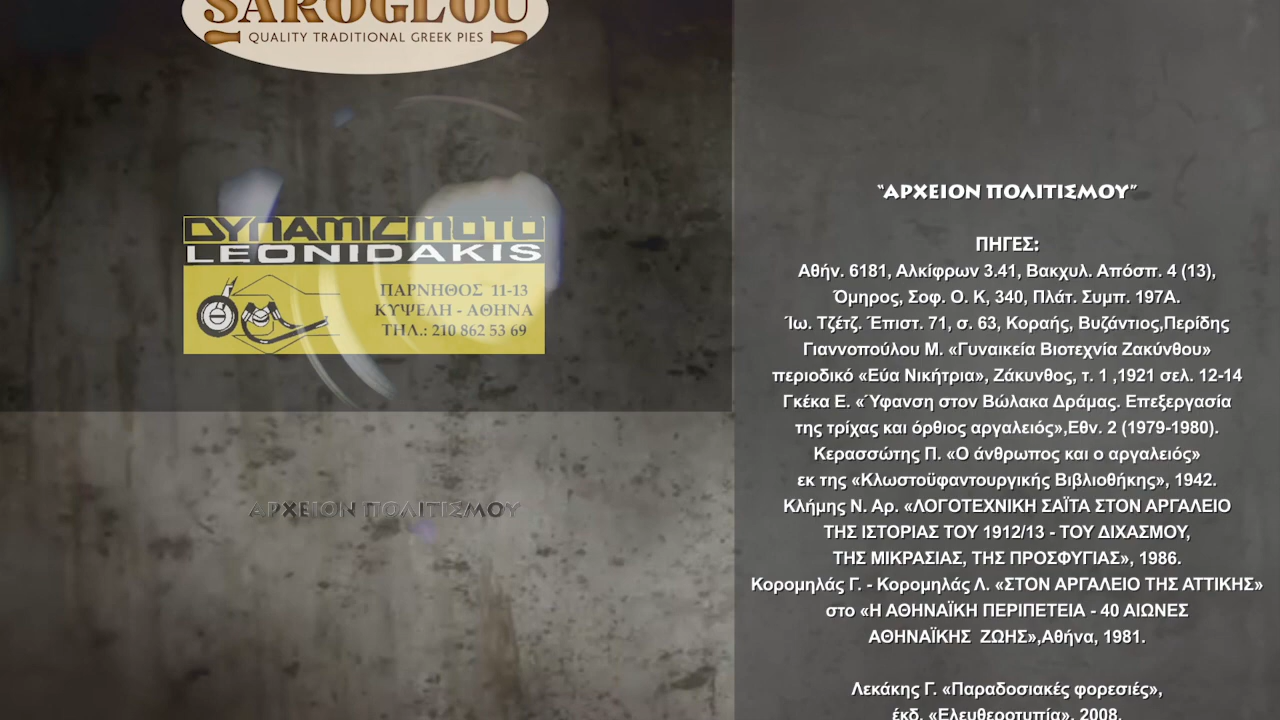 SAROGLOU
QUALITY TRADITIONAL GREEK PIES
DYNAMICMOTO
LEONIDAKIS
ΠΑΡΝΗΘΟΣ 11-13
ΚΥΨΕΛΗ - ΑΘΗΝΑ
ΤΗΛ.: 210 862 53 69
ΑΡΧΕΙΟΝ ΠΟΛΙΤΙΣΜΟΥ
“ΑΡΧΕΙΟΝ ΠΟΛΙΤΙΣΜΟΥ”
ΠΗΓΕΣ:
Αθήν. 6181, Αλκίφρων 3.41, Βακχυλ. Απόσπ. 4 (13),
Όμηρος, Σοφ. Ο. Κ, 340, Πλάτ. Συμπ. 197Α.
Ίω. Τζέτζ. Έπιστ. 71, σ. 63, Κοραής, Βυζάντιος,Περίδης
Γιαννοπούλου Μ. «Γυναικεία Βιοτεχνία Ζακύνθου»
περιοδικό «Εύα Νικήτρια», Ζάκυνθος, τ. 1 ,1921 σελ. 12-14
Γκέκα Ε. «Ύφανση στον Βώλακα Δράμας. Επεξεργασία
της τρίχας και όρθιος αργαλειός»,Εθν. 2 (1979-1980).
Κερασσώτης Π. «Ο άνθρωπος και ο αργαλειός»
εκ της «Κλωστοϋφαντουργικής Βιβλιοθήκης», 1942.
Κλήμης Ν. Αρ. «ΛΟΓΟΤΕΧΝΙΚΗ ΣΑΪΤΑ ΣΤΟΝ ΑΡΓΑΛΕΙΟ
ΤΗΣ ΙΣΤΟΡΙΑΣ ΤΟΥ 1912/13 - ΤΟΥ ΔΙΧΑΣΜΟΥ,
ΤΗΣ ΜΙΚΡΑΣΙΑΣ, ΤΗΣ ΠΡΟΣΦΥΓΙΑΣ», 1986.
Κορομηλάς Γ. - Κορομηλάς Λ. «ΣΤΟΝ ΑΡΓΑΛΕΙΟ ΤΗΣ ΑΤΤΙΚΗΣ»
στο «Η ΑΘΗΝΑΪΚΗ ΠΕΡΙΠΕΤΕΙΑ - 40 ΑΙΩΝΕΣ
ΑΘΗΝΑΪΚΗΣ ΖΩΗΣ»,Αθήνα, 1981.
Λεκάκης Γ. «Παραδοσιακές φορεσιές»,
έκδ. «Ελευθεροτυπία», 2008.